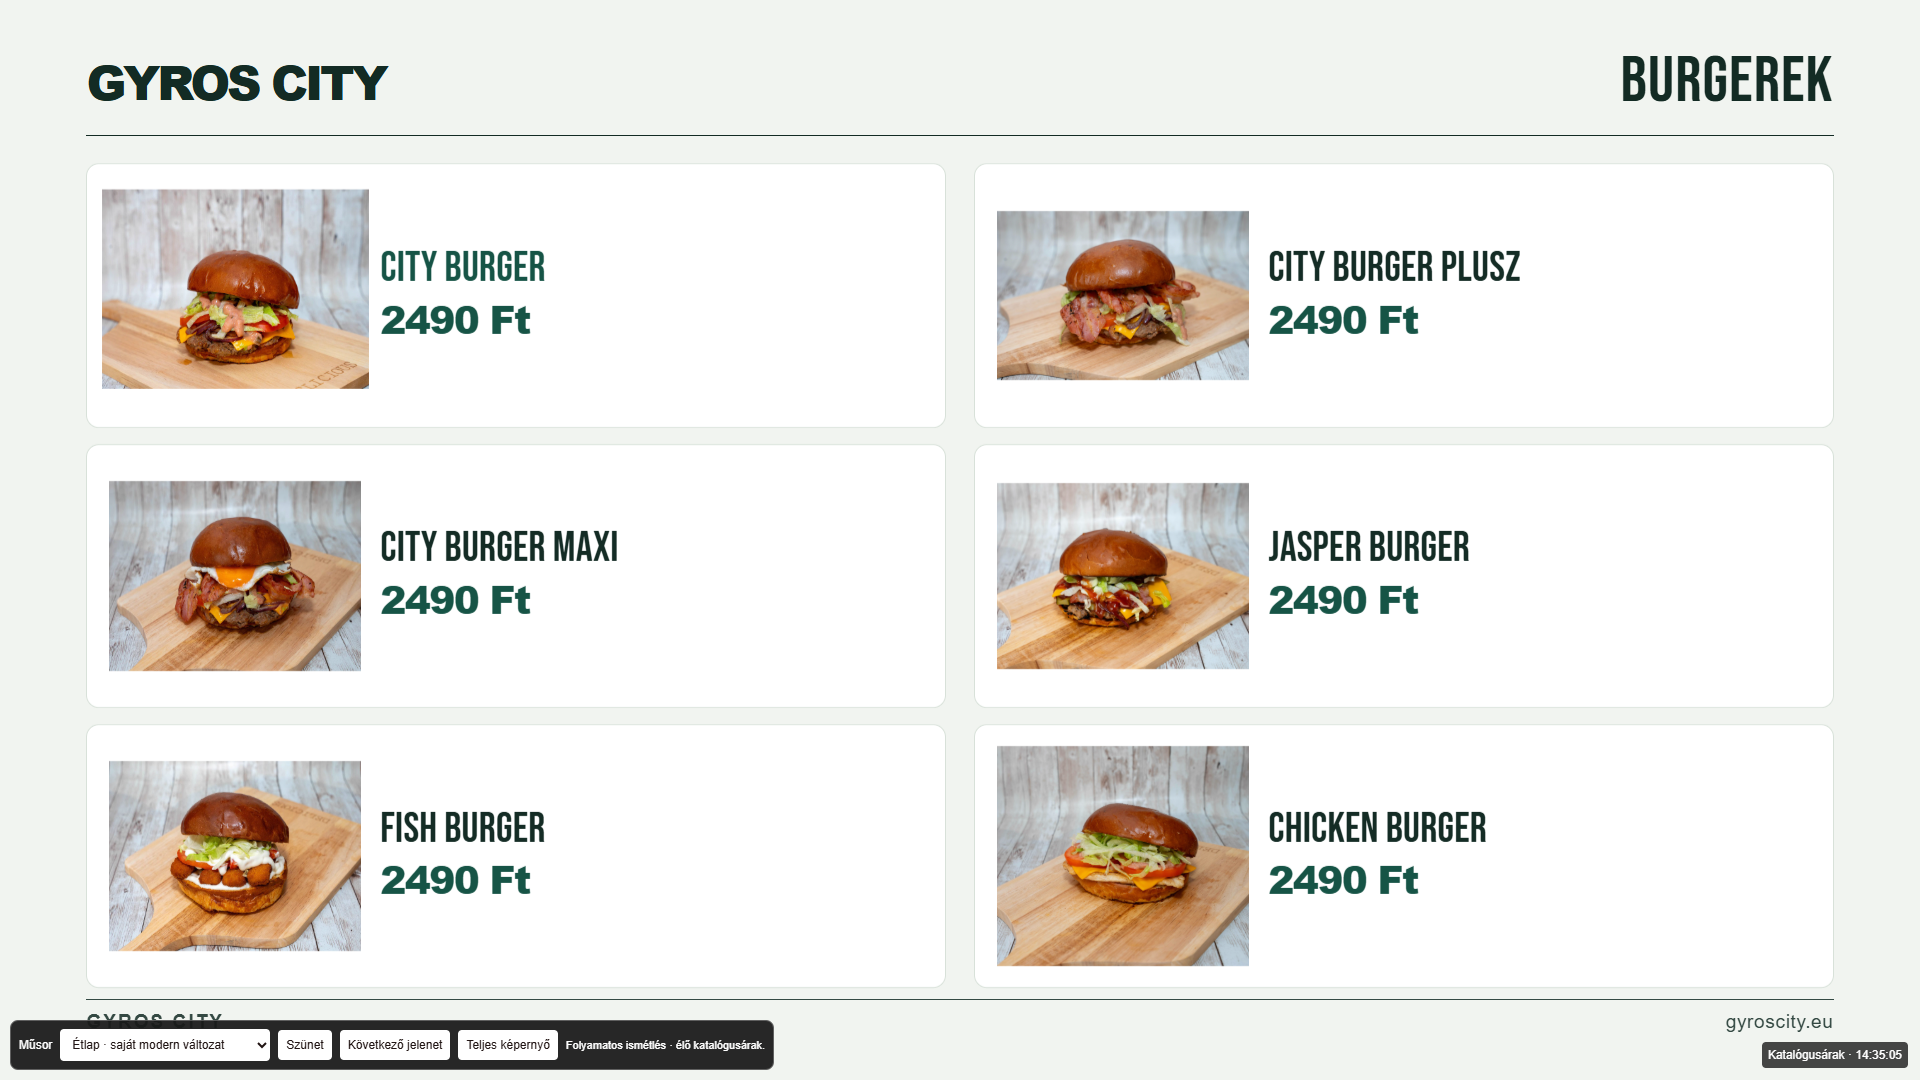 GYROS CITY
BURGEREK
CITY BURGER
2490 Ft
CITY BURGER PLUSZ
2490 Ft
CITY BURGER MAXI
2490 Ft
JASPER BURGER
2490 Ft
FISH BURGER
2490 Ft
CHICKEN BURGER
2490 Ft
GYROS CITY
gyroscity.eu
Műsor Étlap · saját modern változat Szünet Következő jelenet Teljes képernyő Folyamatos ismétlés · élő katalógusárak.
Katalógusárak · 14:35:05